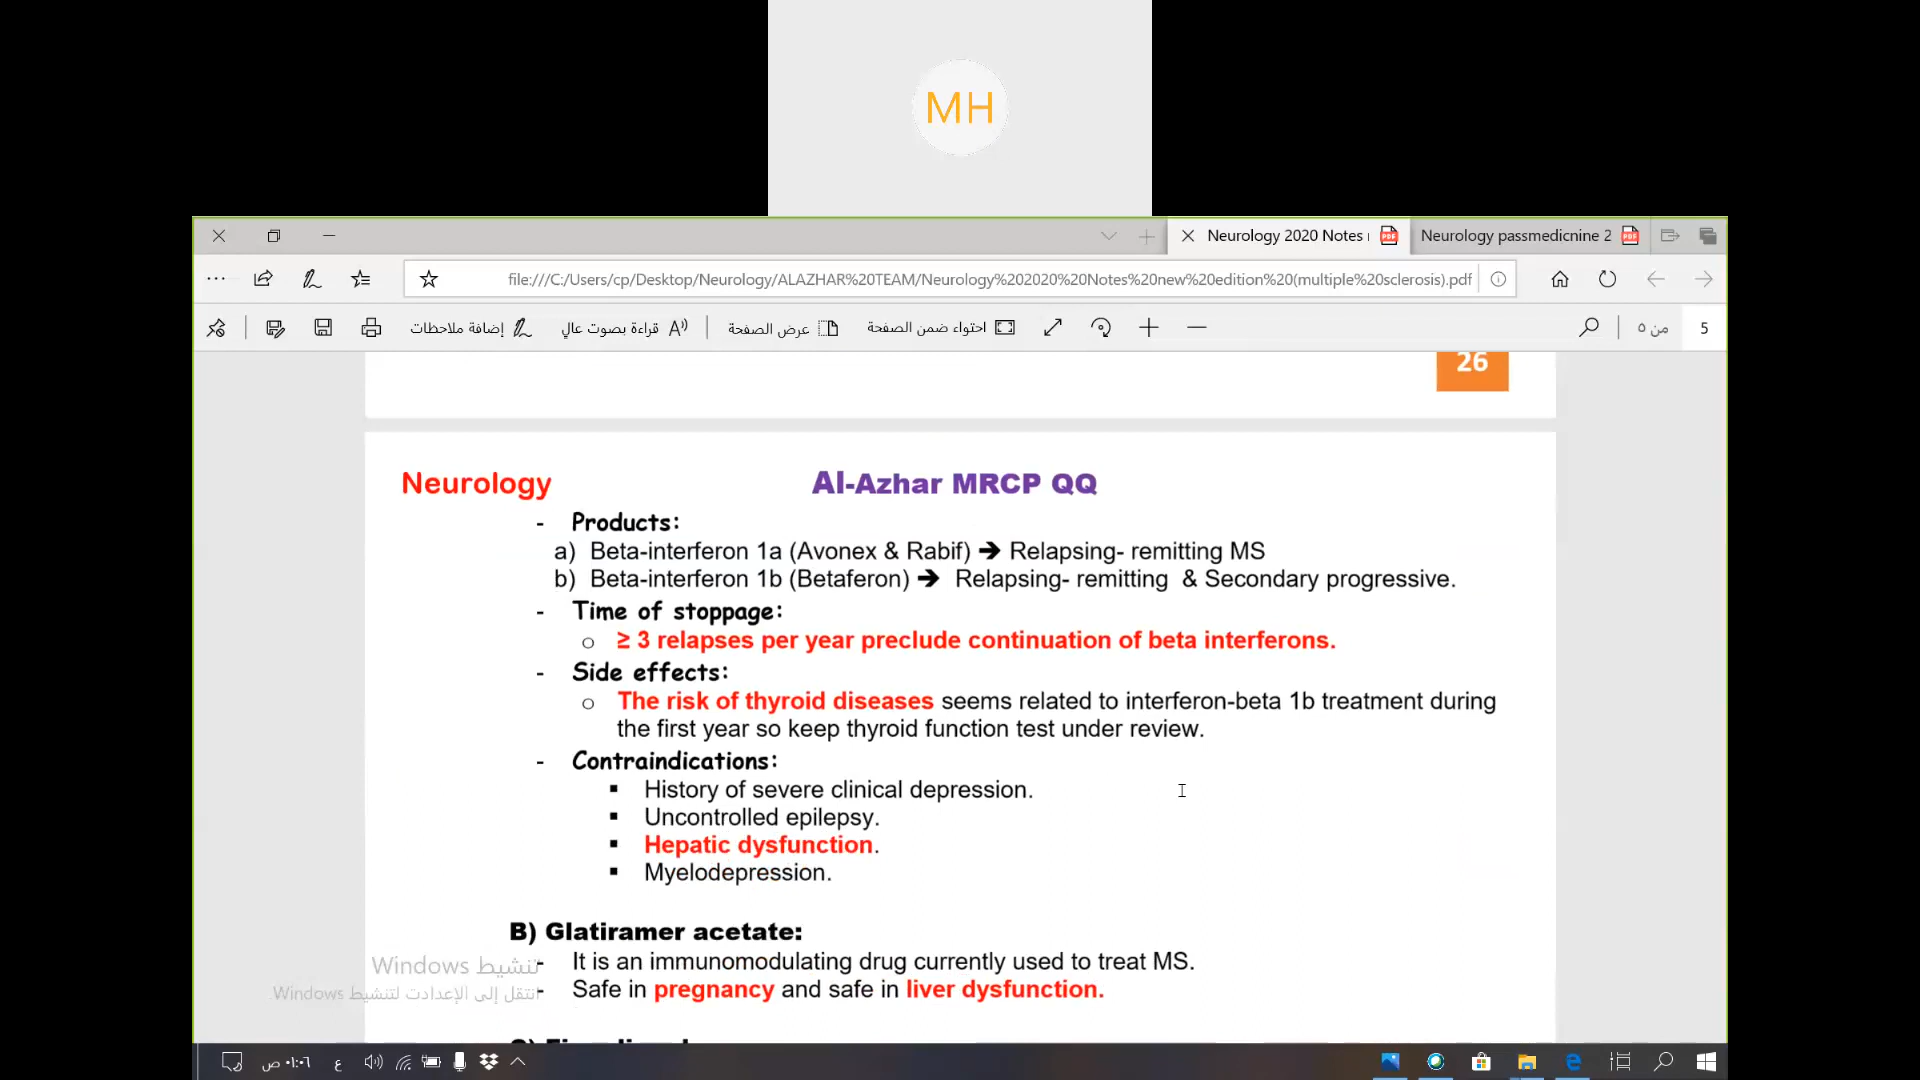 MH
Neurology 2020 Notes
Neurology passmedicnine 2
file:///C:/Users/cp/Desktop/Neurology/ALAZHAR%20TEAM/Neurology%202020%20Notes%20new%20edition%20(multiple%20sclerosis).pdf
إضافة ملاحظات
قراءة بصوت عالٍ
عرض الصفحة
احتواء ضمن الصفحة
من ٥
5
26
Neurology
Al-Azhar MRCP QQ
- Products:
a) Beta-interferon 1a (Avonex & Rabif) ➔ Relapsing- remitting MS
b) Beta-interferon 1b (Betaferon) ➔ Relapsing- remitting & Secondary progressive.
- Time of stoppage:
o ≥ 3 relapses per year preclude continuation of beta interferons.
- Side effects:
o The risk of thyroid diseases seems related to interferon-beta 1b treatment during
the first year so keep thyroid function test under review.
- Contraindications:
▪ History of severe clinical depression.
▪ Uncontrolled epilepsy.
▪ Hepatic dysfunction.
▪ Myelodepression.
B) Glatiramer acetate:
- It is an immunomodulating drug currently used to treat MS.
- Safe in pregnancy and safe in liver dysfunction.
تنشيط Windows
انتقل إلى الإعدادات لتنشيط Windows.
٠١:٠٦ ص
ع